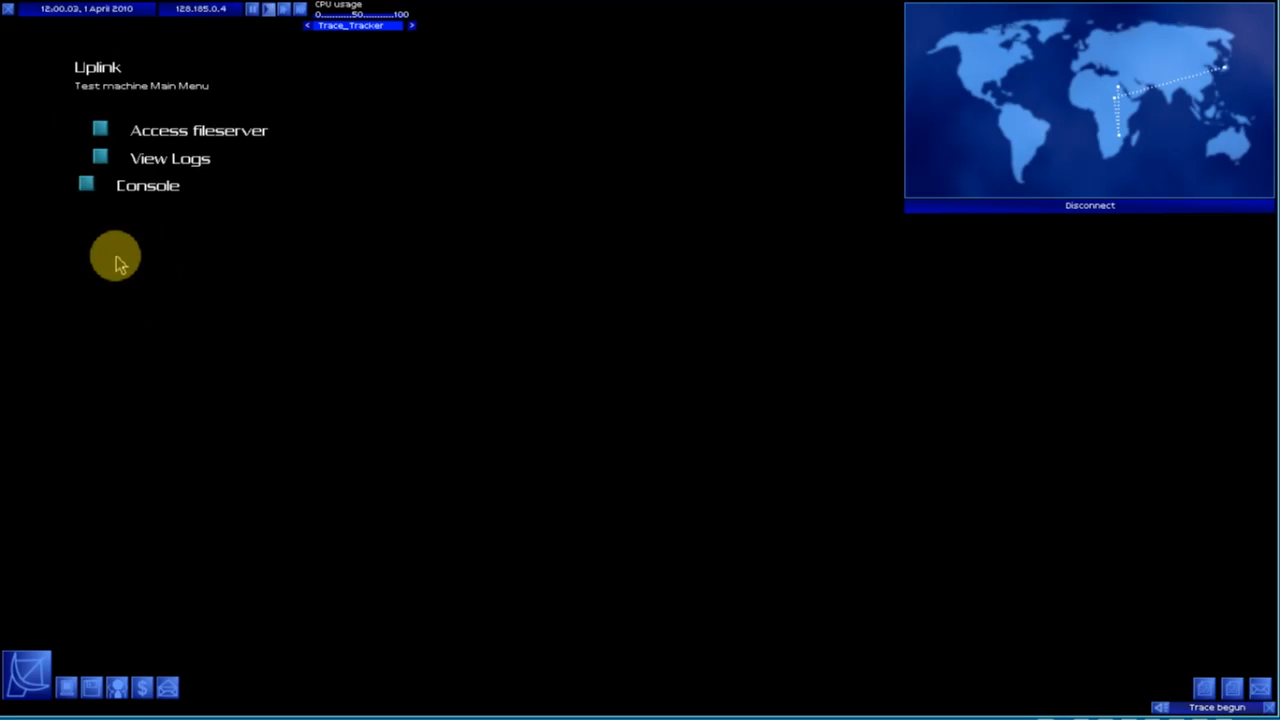 12:00.02, 1 April 2010
128.185.0.4
CPU usage
0..........50..........100
< Trace_Tracker >
Uplink
Test machine Main Menu
Access fileserver
View Logs
Console
Disconnect
$
Trace begun